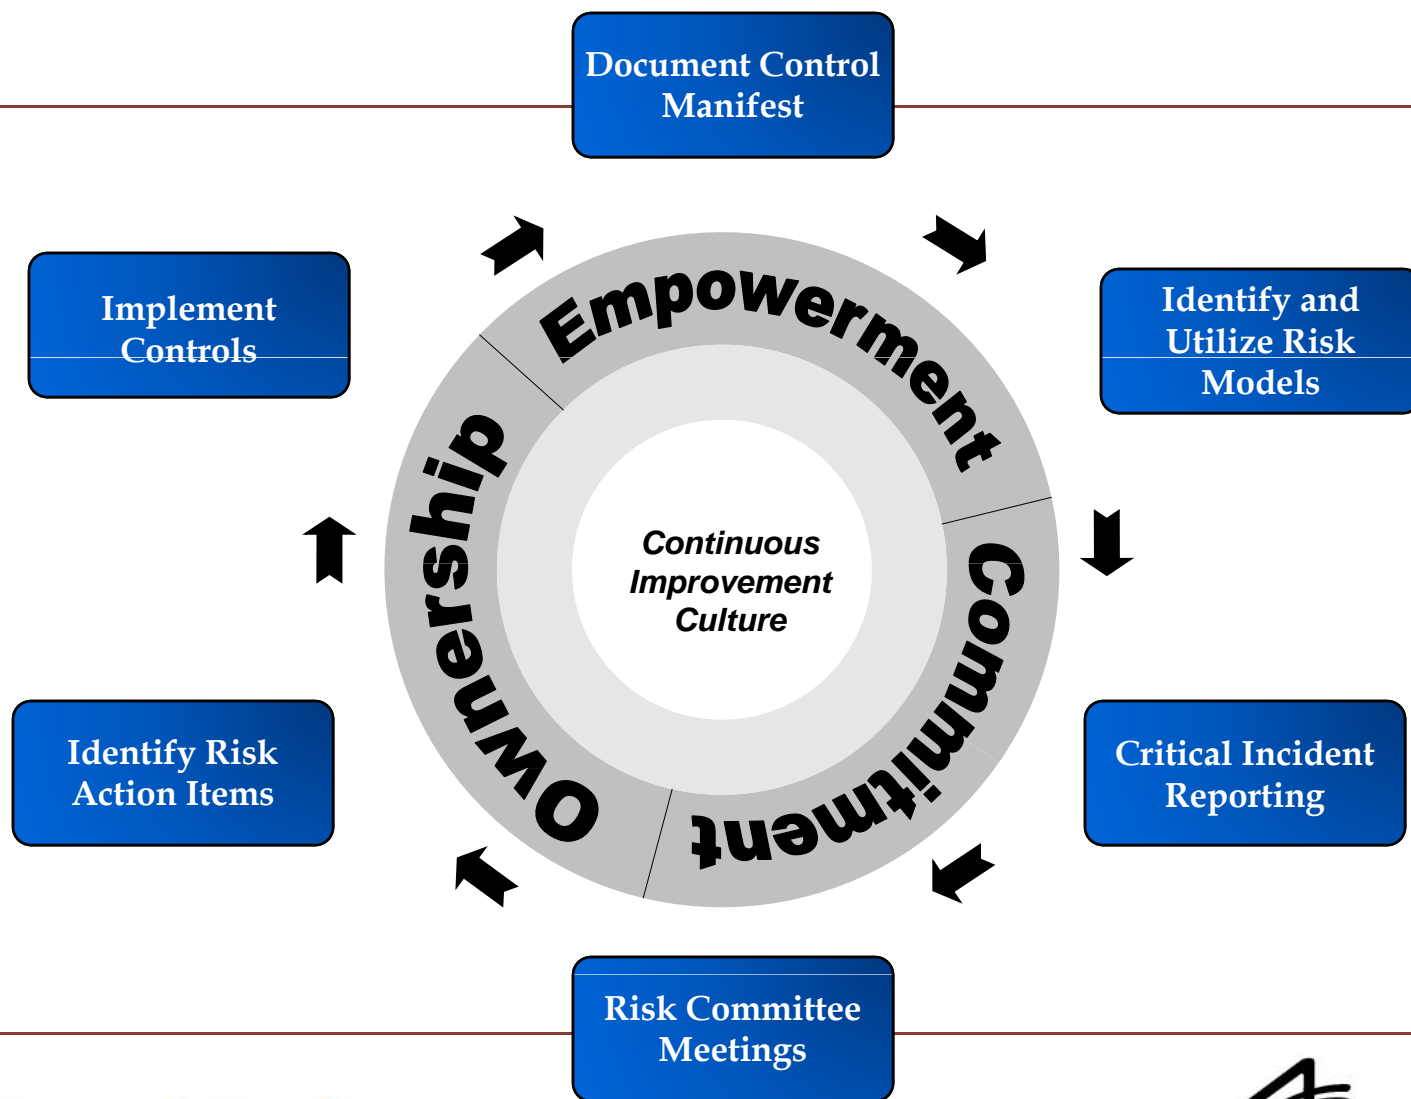 Document Control
Manifest
Implement
Controls
Identify and
Utilize Risk
Models
Empowerment
Commitment
Ownership
Continuous
Improvement
Culture
Identify Risk
Action Items
Critical Incident
Reporting
Risk Committee
Meetings